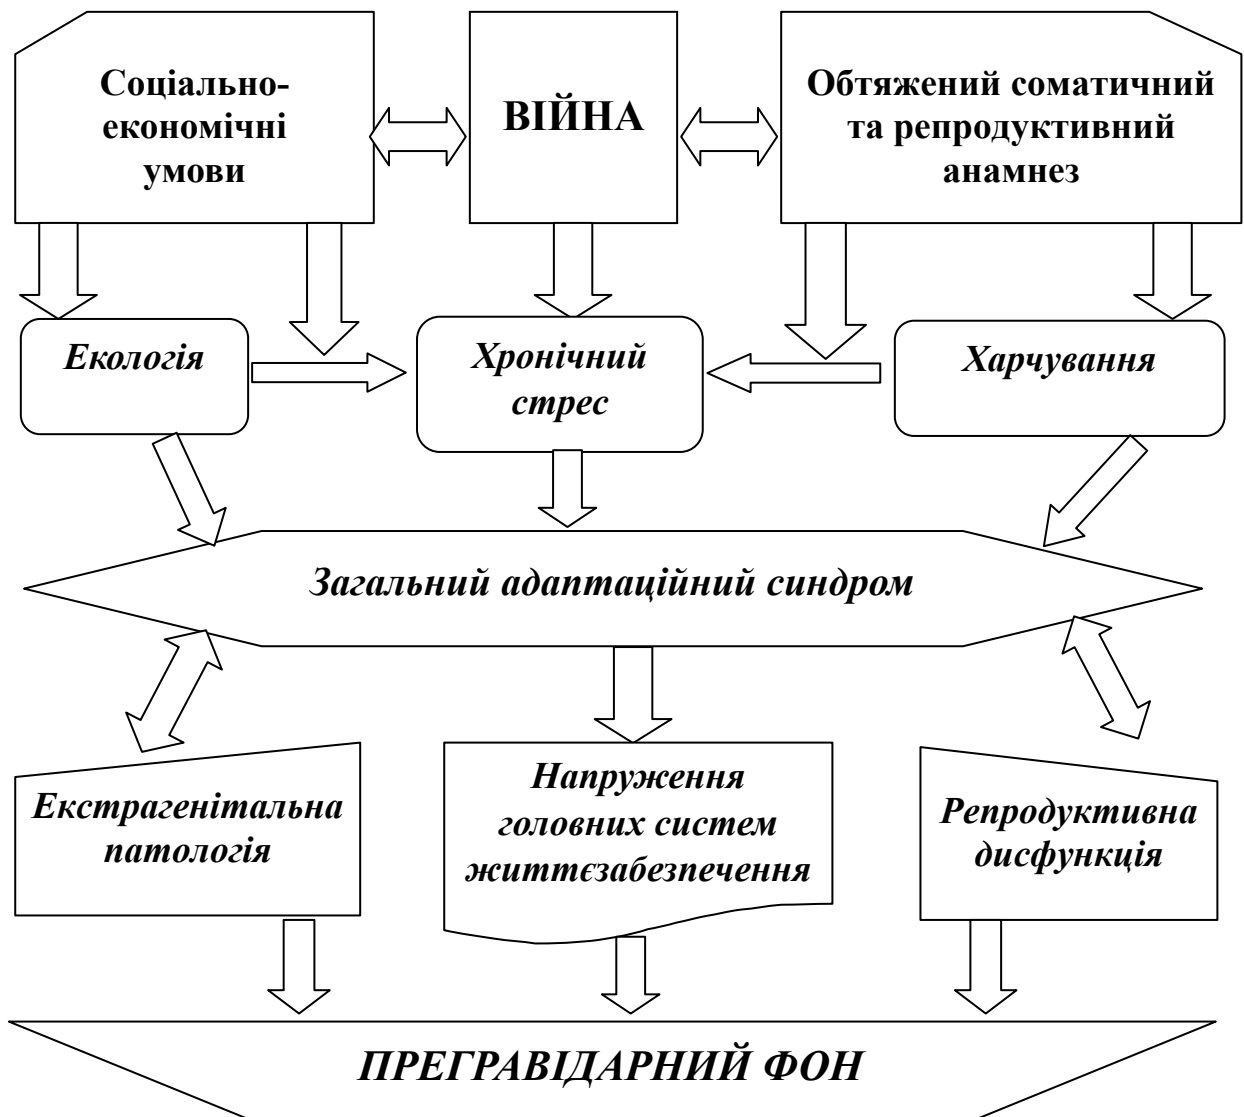 Соціально-
економічні
умови
ВІЙНА
Обтяжений соматичний
та репродуктивний
анамнез
Екологія
Хронічний
стрес
Харчування
Загальний адаптаційний синдром
Екстрагенітальна
патологія
Напруження
головних систем
життєзабезпечення
Репродуктивна
дисфункція
ПРЕГРАВІДАРНИЙ ФОН